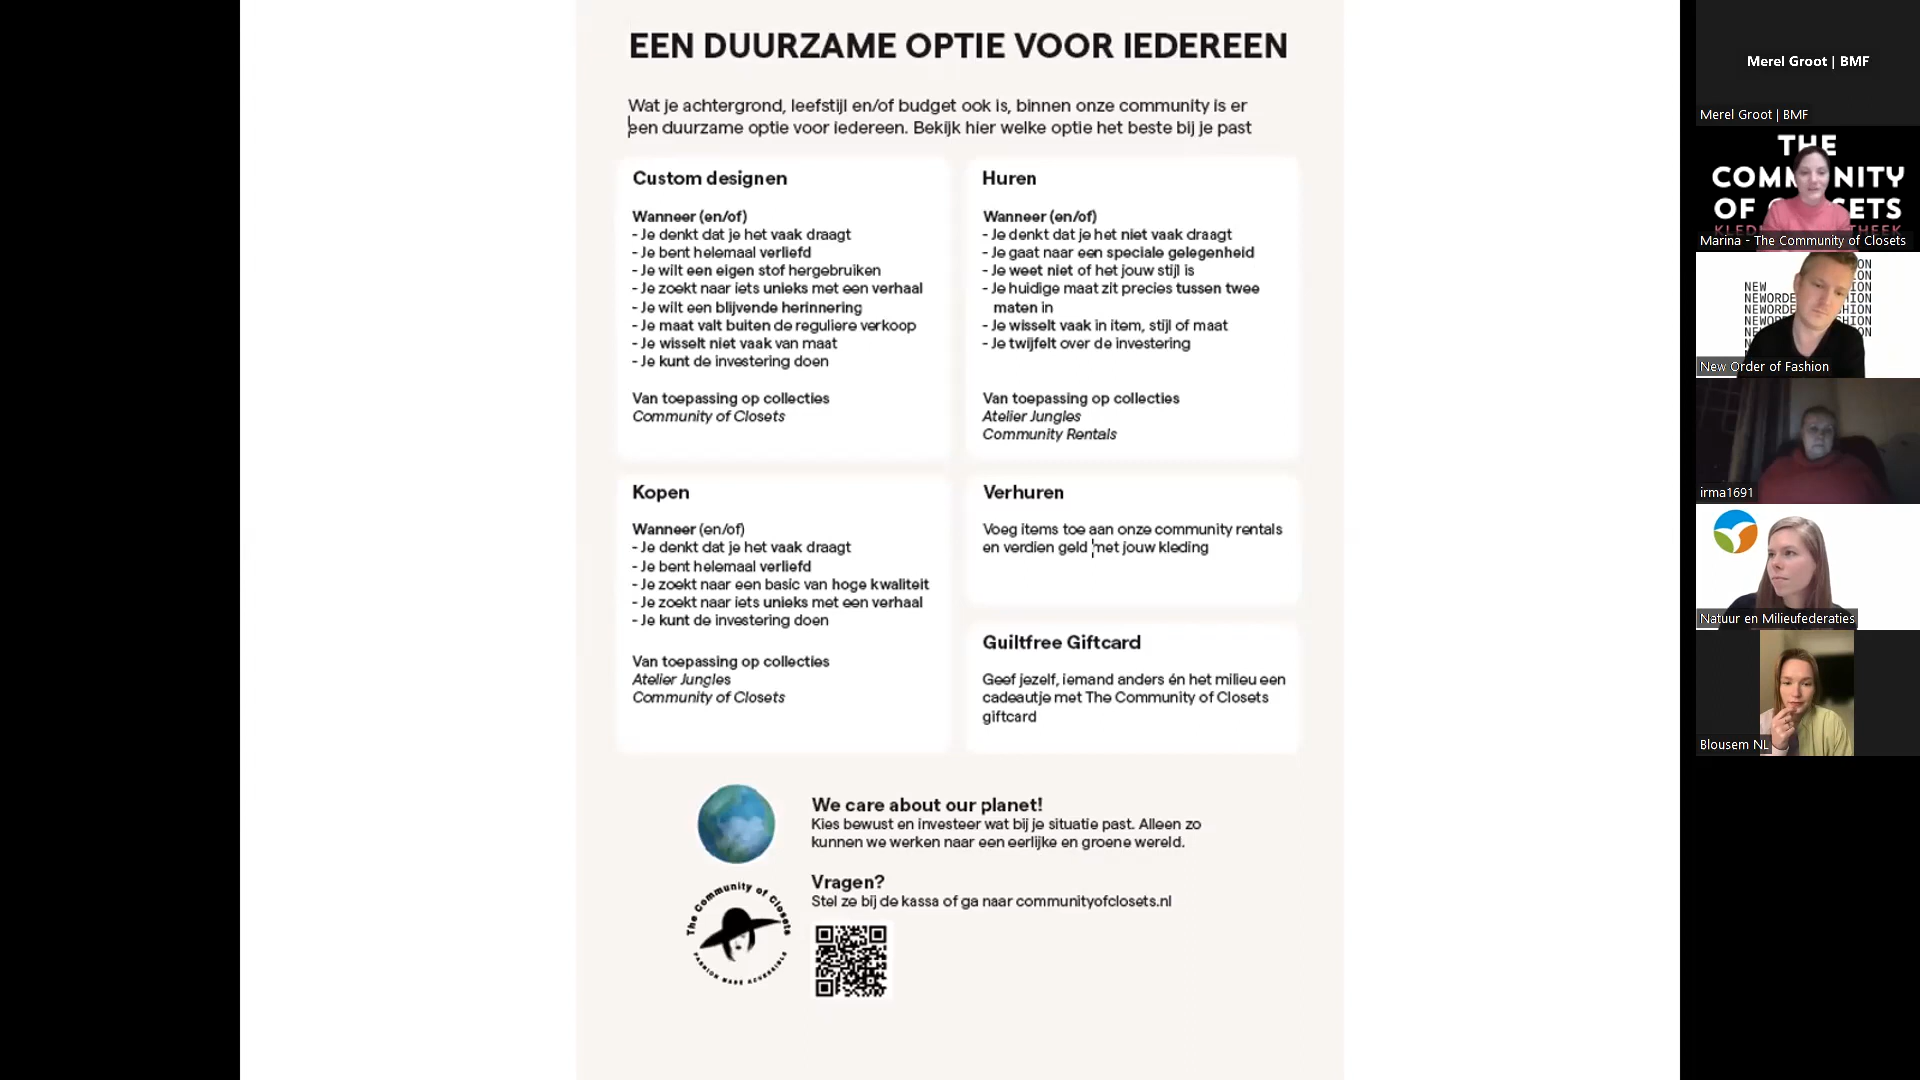 EEN DUURZAME OPTIE VOOR IEDEREEN
Wat je achtergrond, leefstijl en/of budget ook is, binnen onze community is er
een duurzame optie voor iedereen. Bekijk hier welke optie het beste bij je past
Custom designen
Wanneer (en/of)
- Je denkt dat je het vaak draagt
- Je bent helemaal verliefd
- Je wilt een eigen stof hergebruiken
- Je zoekt naar iets unieks met een verhaal
- Je wilt een blijvende herinnering
- Je maat valt buiten de reguliere verkoop
- Je wisselt niet vaak van maat
- Je kunt de investering doen
Van toepassing op collecties
Community of Closets
Huren
Wanneer (en/of)
- Je denkt dat je het niet vaak draagt
- Je gaat naar een speciale gelegenheid
- Je weet niet of het jouw stijl is
- Je huidige maat zit precies tussen twee
maten in
- Je wisselt vaak in item, stijl of maat
- Je twijfelt over de investering
Van toepassing op collecties
Atelier Jungles
Community Rentals
Kopen
Wanneer (en/of)
- Je denkt dat je het vaak draagt
- Je bent helemaal verliefd
- Je zoekt naar een basic van hoge kwaliteit
- Je zoekt naar iets unieks met een verhaal
- Je kunt de investering doen
Van toepassing op collecties
Atelier Jungles
Community of Closets
Verhuren
Voeg items toe aan onze community rentals
en verdien geld met jouw kleding
Guiltfree Giftcard
Geef jezelf, iemand anders én het milieu een
cadeautje met The Community of Closets
giftcard
We care about our planet!
Kies bewust en investeer wat bij je situatie past. Alleen zo
kunnen we werken naar een eerlijke en groene wereld.
The Community of Closets
FASHION MADE ACCESSIBLE
Vragen?
Stel ze bij de kassa of ga naar communityofclosets.nl
Merel Groot | BMF
Merel Groot | BMF
THE
COMMUNITY
OF CLOSETS
Marina - The Community of Closets
NEW
New Order of Fashion
irma1691
Natuur en Milieufederaties
Blousem NL